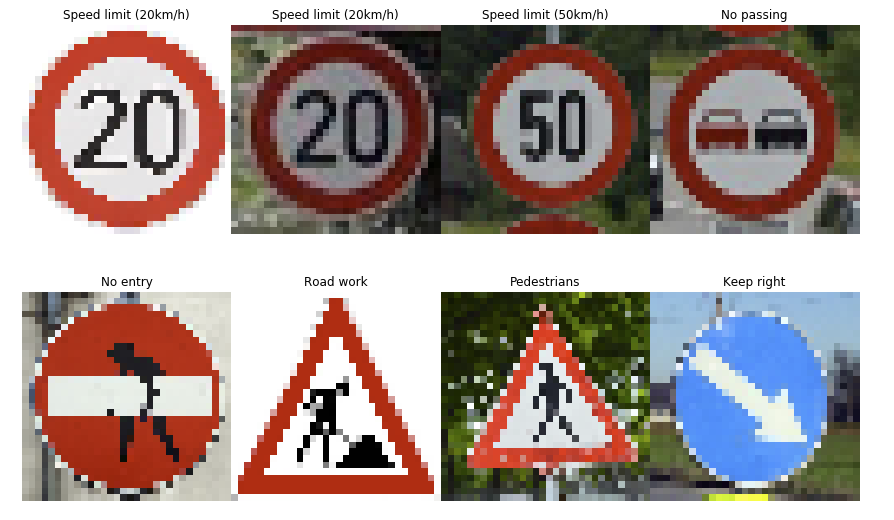 Speed limit (20km/h)
Speed limit (20km/h)
Speed limit (50km/h)
No passing
20
20
50
No entry
Road work
Pedestrians
Keep right